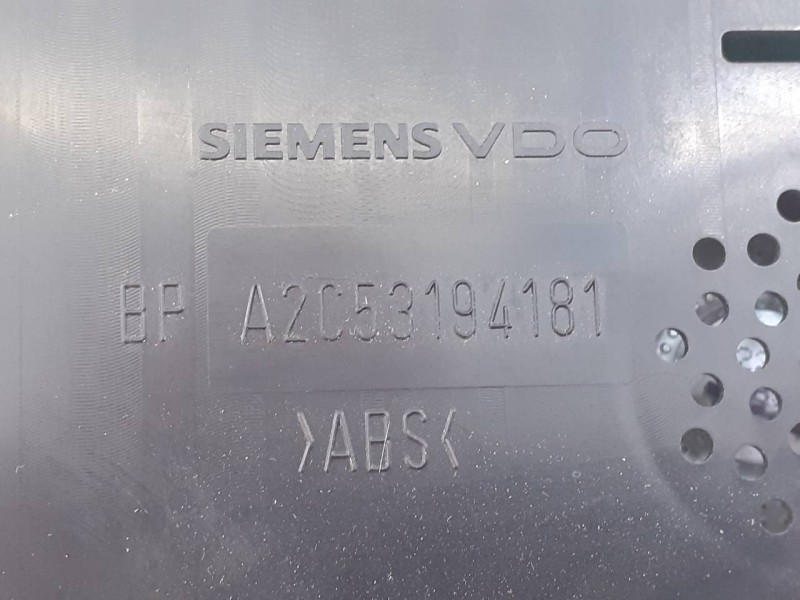 SIEMENS VDO
BP A2C53194181
>ABS<